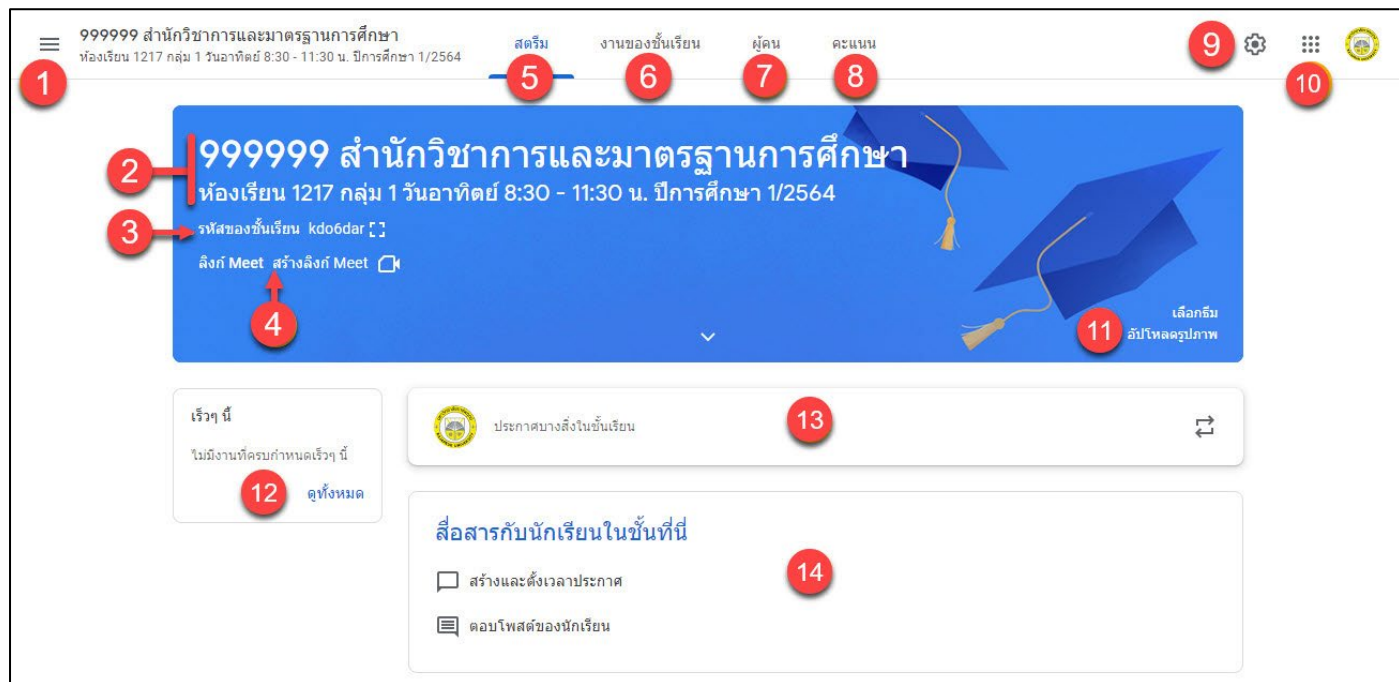 999999 สำนักวิชาการและมาตรฐานการศึกษา
ห้องเรียน 1217 กลุ่ม 1 วันอาทิตย์ 8:30 - 11:30 น. ปีการศึกษา 1/2564
สตรีม
งานของชั้นเรียน
ผู้คน
คะแนน
9
1
5
6
7
8
10
999999 สำนักวิชาการและมาตรฐานการศึกษา
2
ห้องเรียน 1217 กลุ่ม 1 วันอาทิตย์ 8:30 - 11:30 น. ปีการศึกษา 1/2564
3
รหัสของชั้นเรียน kdo6dar
ลิงก์ Meet สร้างลิงก์ Meet
4
เลือกธีม
11
อัปโหลดรูปภาพ
เร็วๆ นี้
ไม่มีงานที่ครบกำหนดเร็วๆ นี้
12
ดูทั้งหมด
ประกาศบางสิ่งในชั้นเรียน
13
สื่อสารกับนักเรียนในชั้นที่นี่
สร้างและตั้งเวลาประกาศ
14
ตอบโพสต์ของนักเรียน